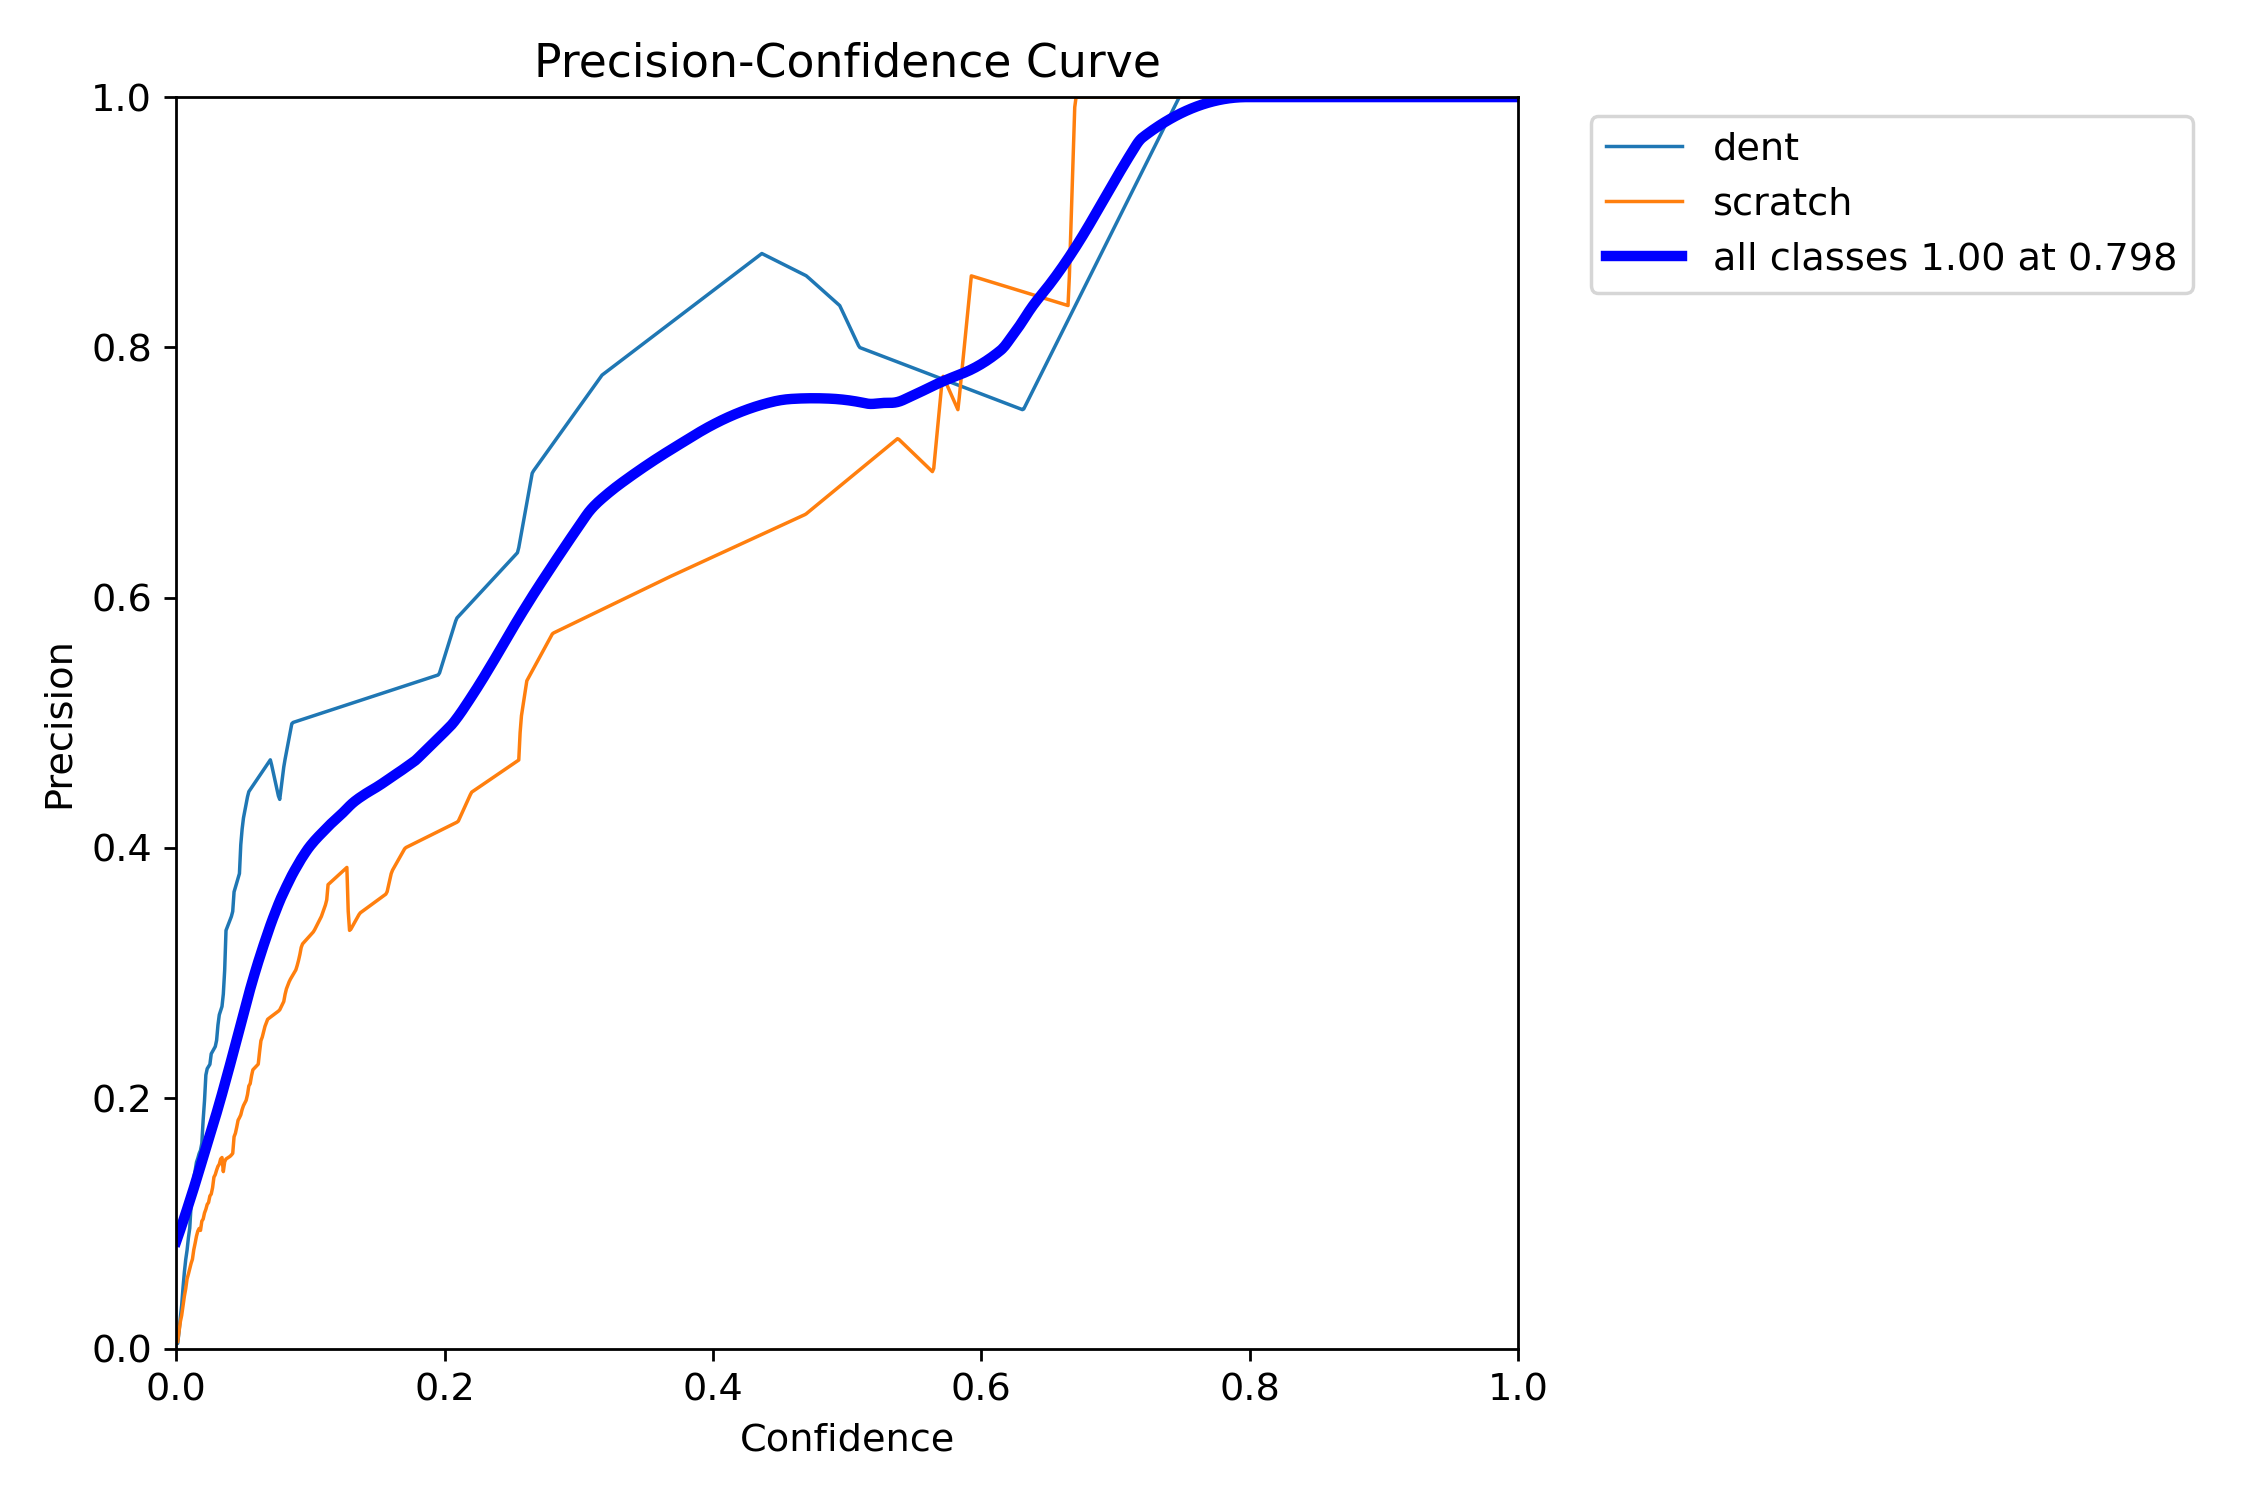 Precision-Confidence Curve
1.0
0.8
0.6
0.4
0.2
0.0
Precision
0.0 0.2 0.4 0.6 0.8 1.0
Confidence
dent
scratch
all classes 1.00 at 0.798